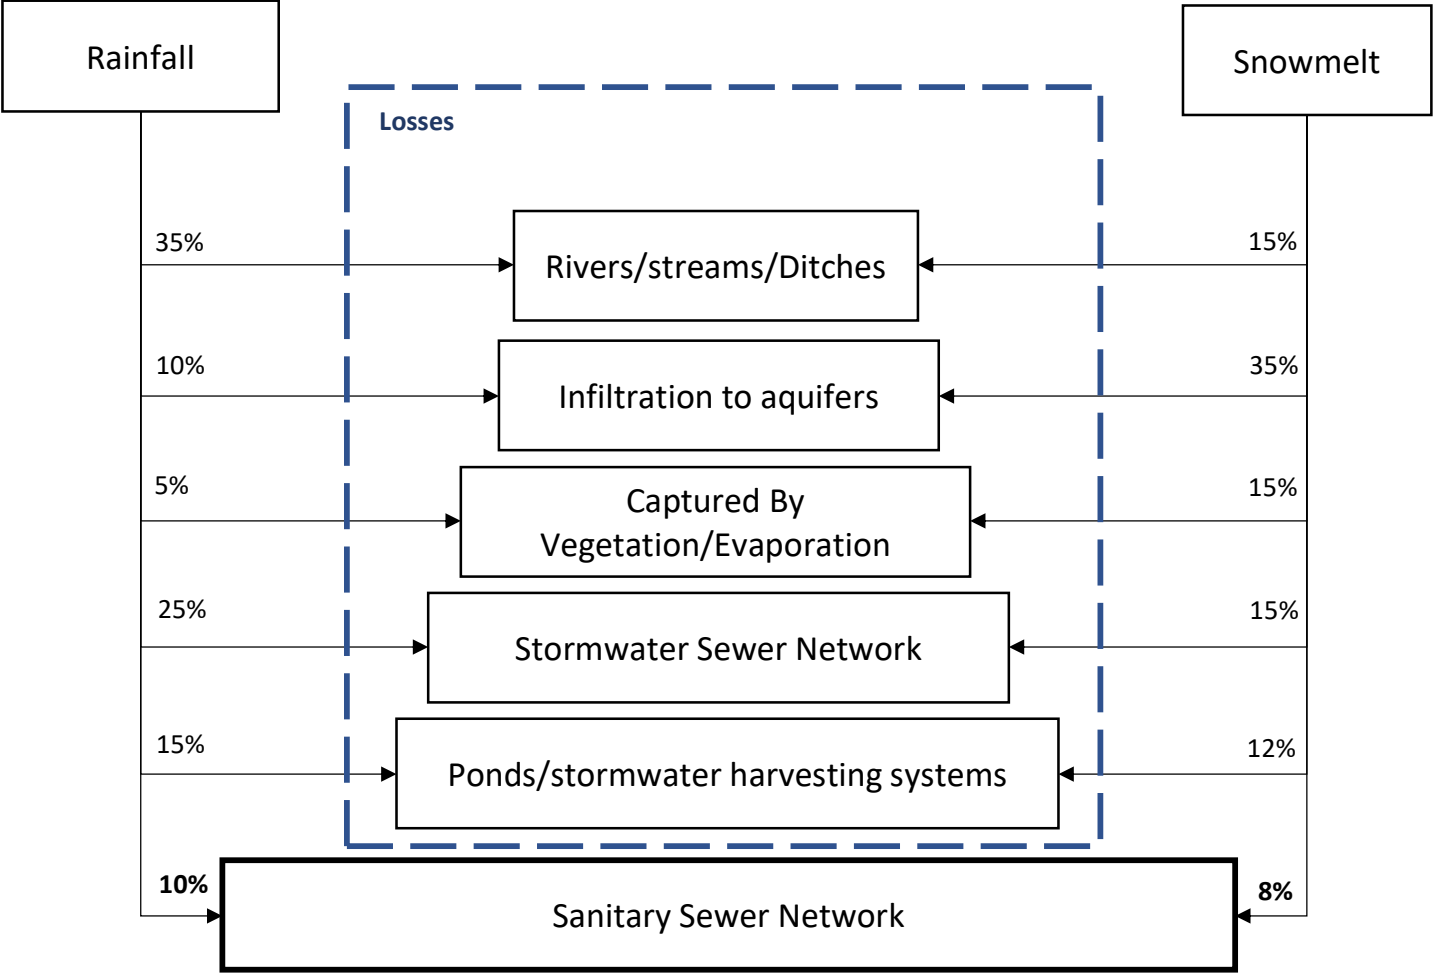 Rainfall
Snowmelt
Losses
35%
Rivers/streams/Ditches
15%
10%
Infiltration to aquifers
35%
5%
Captured By
Vegetation/Evaporation
15%
25%
Stormwater Sewer Network
15%
15%
Ponds/stormwater harvesting systems
12%
10%
Sanitary Sewer Network
8%